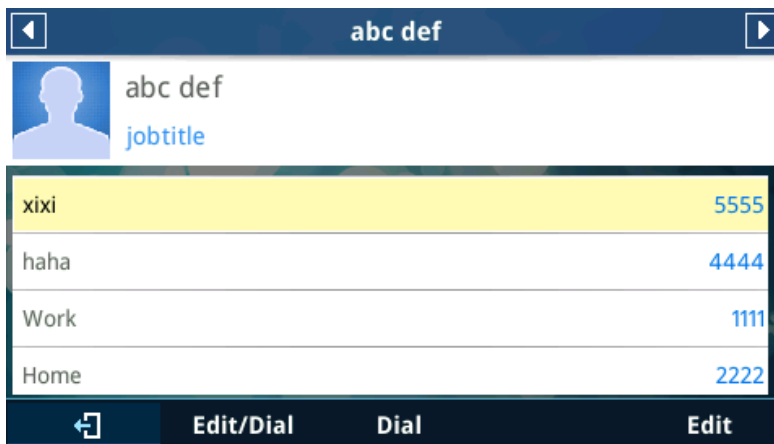 abc def
abc def
jobtitle
xixi 5555
haha 4444
Work 1111
Home 2222
Edit/Dial Dial Edit